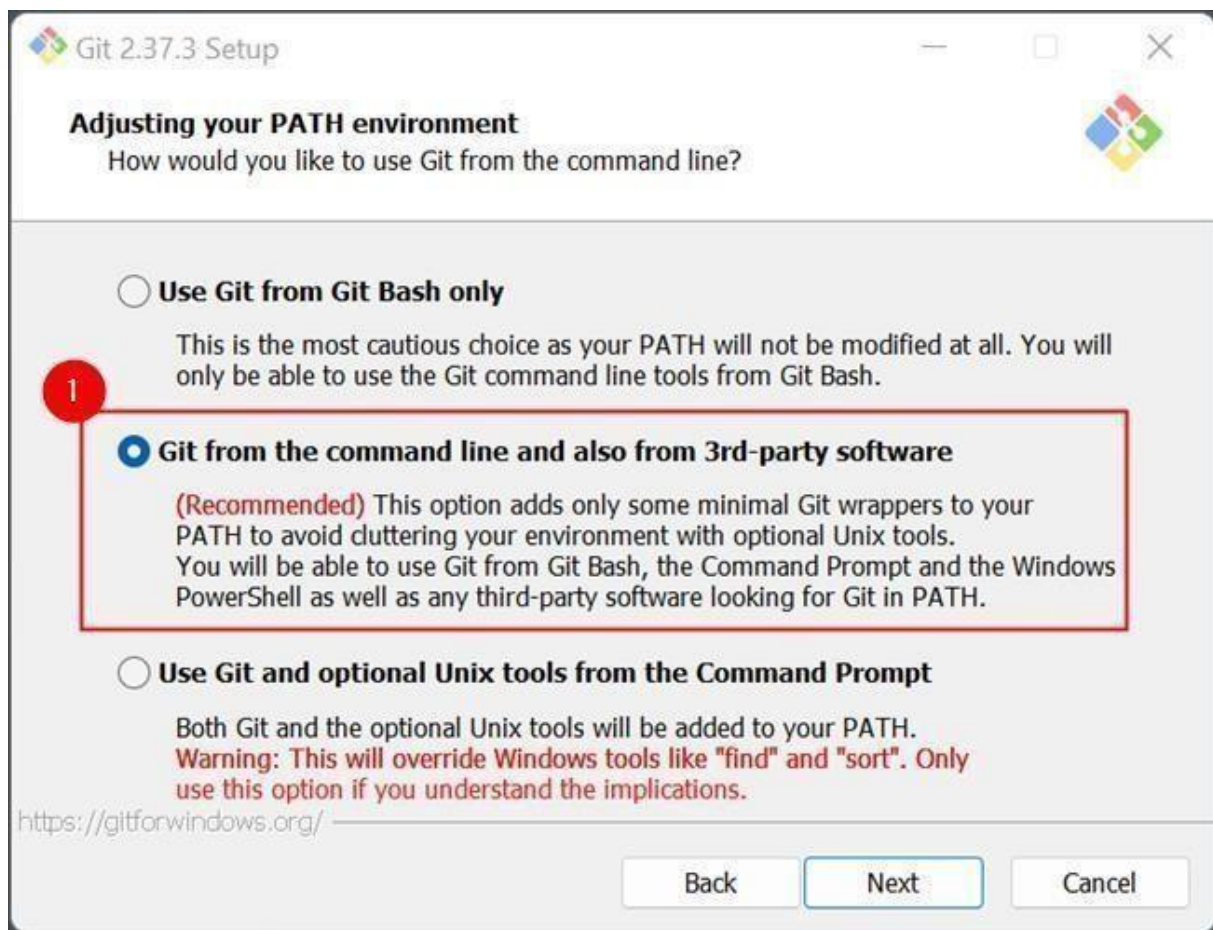 Git 2.37.3 Setup
Adjusting your PATH environment
How would you like to use Git from the command line?
Use Git from Git Bash only
This is the most cautious choice as your PATH will not be modified at all. You will
only be able to use the Git command line tools from Git Bash.
1
Git from the command line and also from 3rd-party software
(Recommended) This option adds only some minimal Git wrappers to your
PATH to avoid cluttering your environment with optional Unix tools.
You will be able to use Git from Git Bash, the Command Prompt and the Windows
PowerShell as well as any third-party software looking for Git in PATH.
Use Git and optional Unix tools from the Command Prompt
Both Git and the optional Unix tools will be added to your PATH.
Warning: This will override Windows tools like "find" and "sort". Only
use this option if you understand the implications.
https://gitforwindows.org/
Back Next Cancel